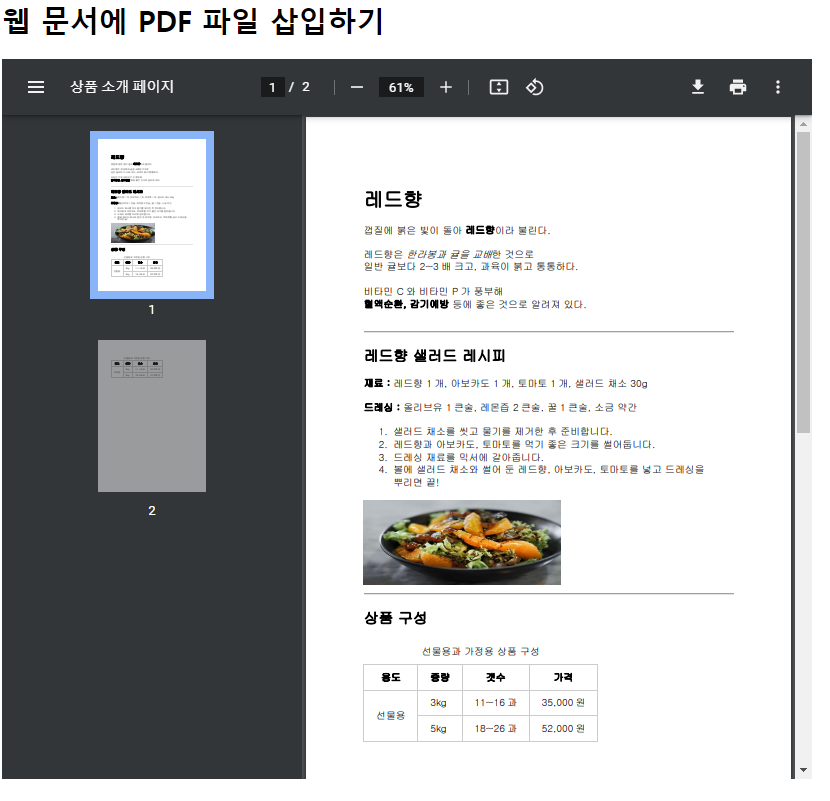 웹 문서에 PDF 파일 삽입하기
상품 소개 페이지
1 / 2
61%
1
2
레드향
껍질에 붉은 빛이 돌아 레드향이라 불린다.
레드향은 한라봉과 귤을 교배한 것으로
일반 귤보다 2~3 배 크고, 과육이 붉고 통통하다.
비타민 C 와 비타민 P 가 풍부해
혈액순환, 감기예방 등에 좋은 것으로 알려져 있다.
레드향 샐러드 레시피
재료 : 레드향 1 개, 아보카도 1 개, 토마토 1 개, 샐러드 채소 30g
드레싱 : 올리브유 1 큰술, 레몬즙 2 큰술, 꿀 1 큰술, 소금 약간
1. 샐러드 채소를 씻고 물기를 제거한 후 준비합니다.
2. 레드향과 아보카도, 토마토를 먹기 좋은 크기를 썰어둡니다.
3. 드레싱 재료를 믹서에 갈아줍니다.
4. 볼에 샐러드 채소와 썰어 둔 레드향, 아보카도, 토마토를 넣고 드레싱을
뿌리면 끝!
상품 구성
선물용과 가정용 상품 구성
용도 중량 갯수 가격
선물용 3kg 11~16 과 35,000 원
5kg 18~26 과 52,000 원